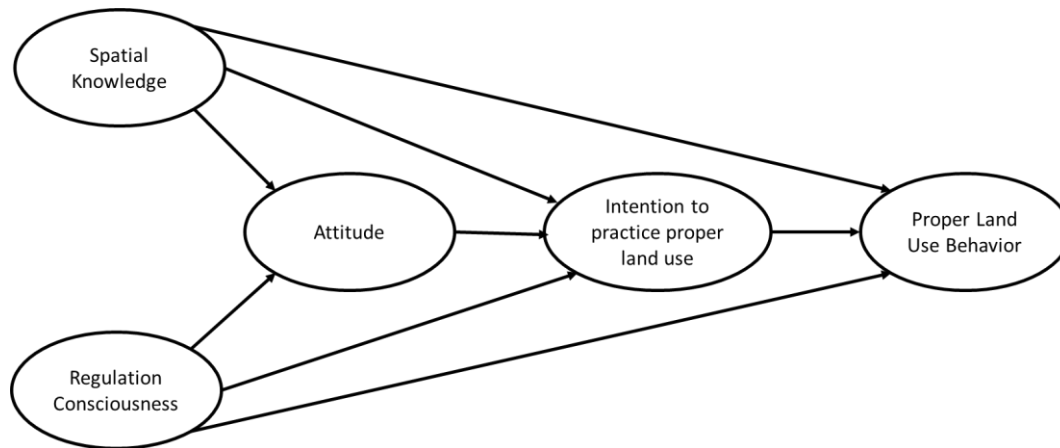 Spatial
Knowledge
Attitude
Intention to
practice proper
land use
Proper Land
Use Behavior
Regulation
Consciousness